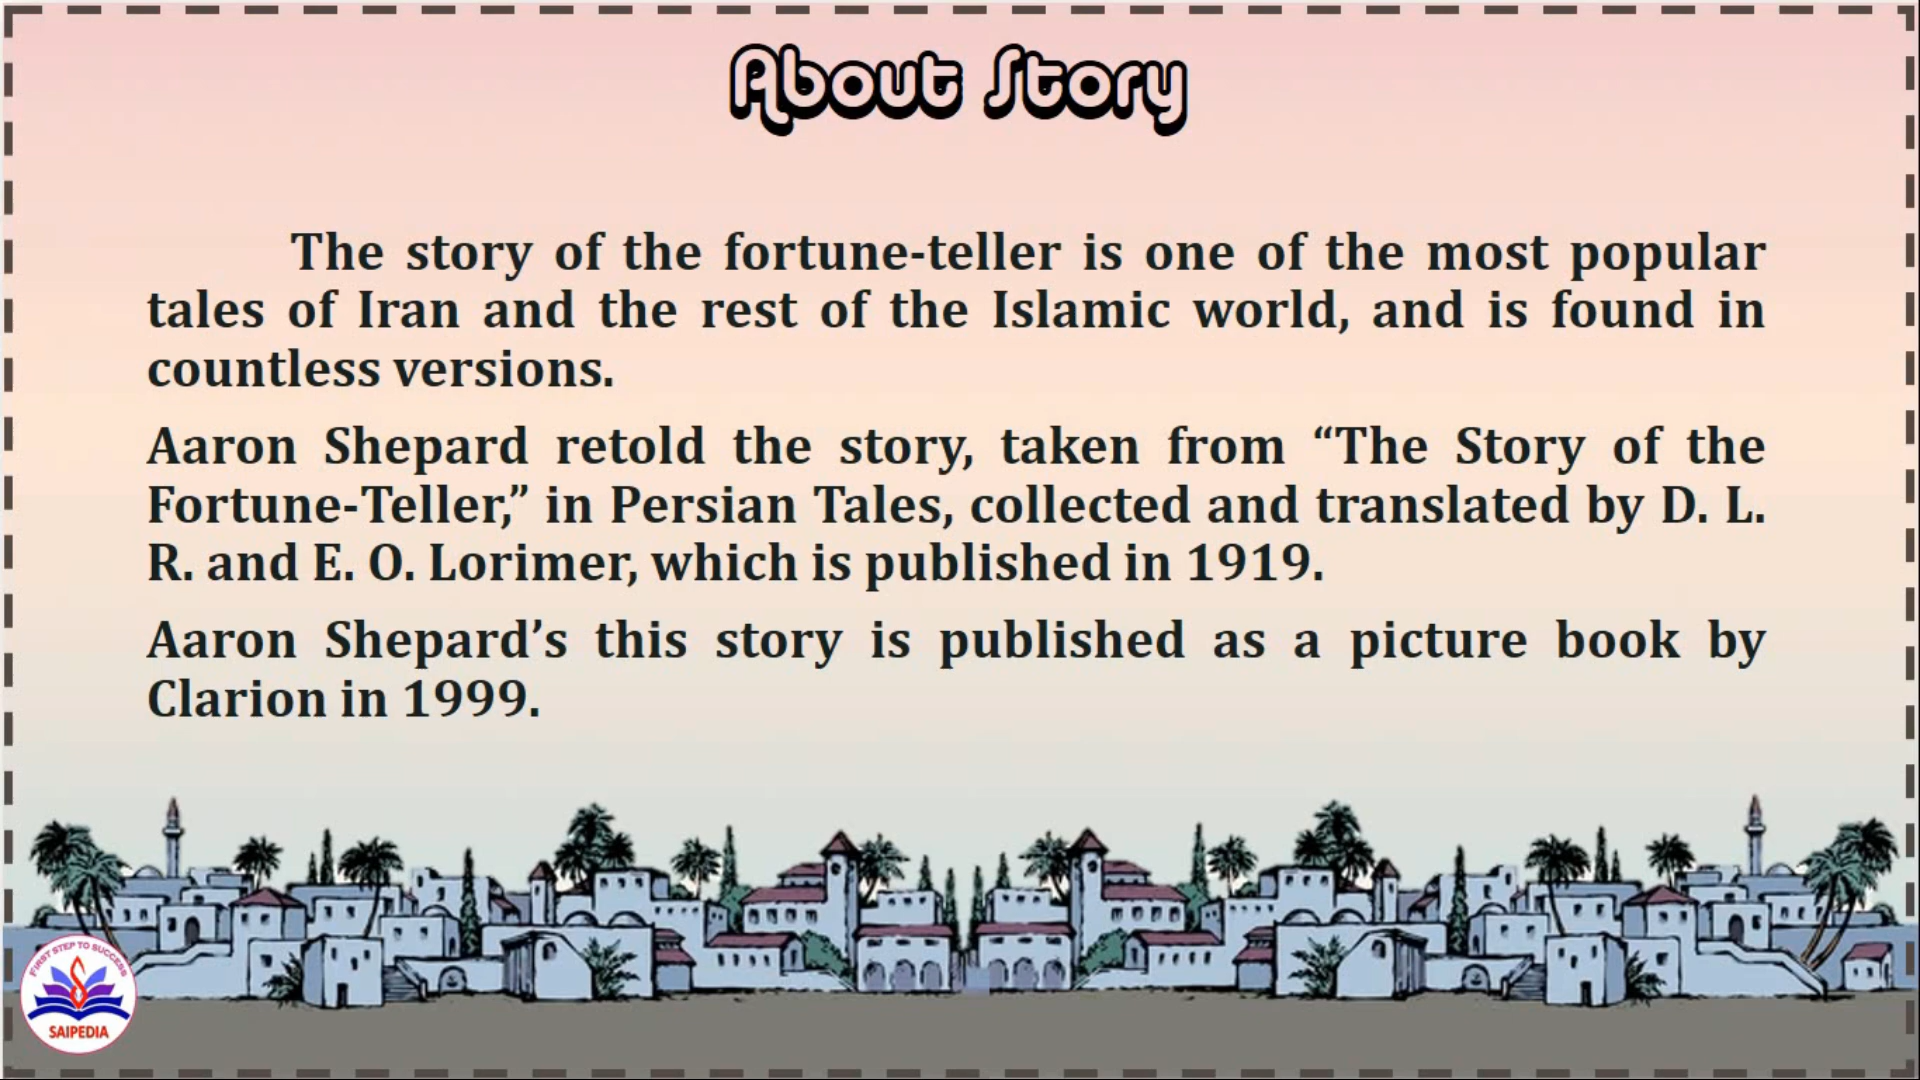 About Story
The story of the fortune-teller is one of the most popular
tales of Iran and the rest of the Islamic world, and is found in
countless versions.
Aaron Shepard retold the story, taken from “The Story of the
Fortune-Teller,” in Persian Tales, collected and translated by D. L.
R. and E. O. Lorimer, which is published in 1919.
Aaron Shepard’s this story is published as a picture book by
Clarion in 1999.
FIRST STEP TO SUCCESS
SAIPEDIA